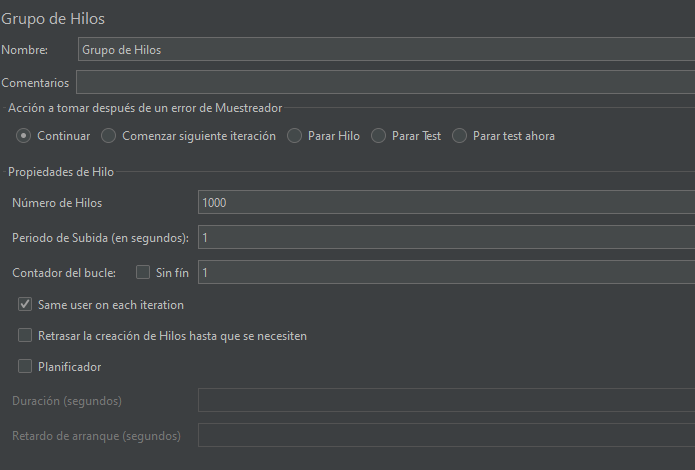 Grupo de Hilos
Nombre: Grupo de Hilos
Comentarios
Acción a tomar después de un error de Muestreador
Continuar Comenzar siguiente iteración Parar Hilo Parar Test Parar test ahora
Propiedades de Hilo
Número de Hilos 1000
Periodo de Subida (en segundos): 1
Contador del bucle: Sin fín 1
Same user on each iteration
Retrasar la creación de Hilos hasta que se necesiten
Planificador
Duración (segundos)
Retardo de arranque (segundos)